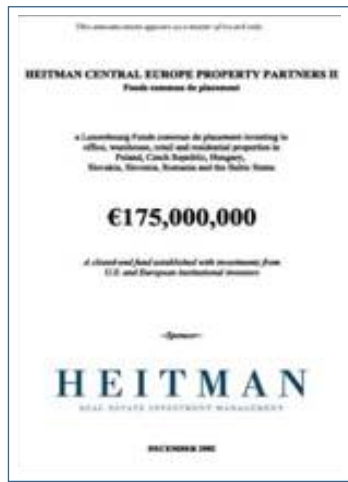 This announcement appears as a matter of record only
HEITMAN CENTRAL EUROPE PROPERTY PARTNERS II
Fonds commun de placement
a Luxembourg Fonds commun de placement investing in
office, warehouse, retail and residential properties in
Poland, Czech Republic, Hungary,
Slovakia, Slovenia, Romania and the Baltic States
€175,000,000
A closed-end fund established with investments from
U.S. and European institutional investors
~Sponsor~
HEITMAN
REAL ESTATE INVESTMENT MANAGEMENT
DECEMBER 2002